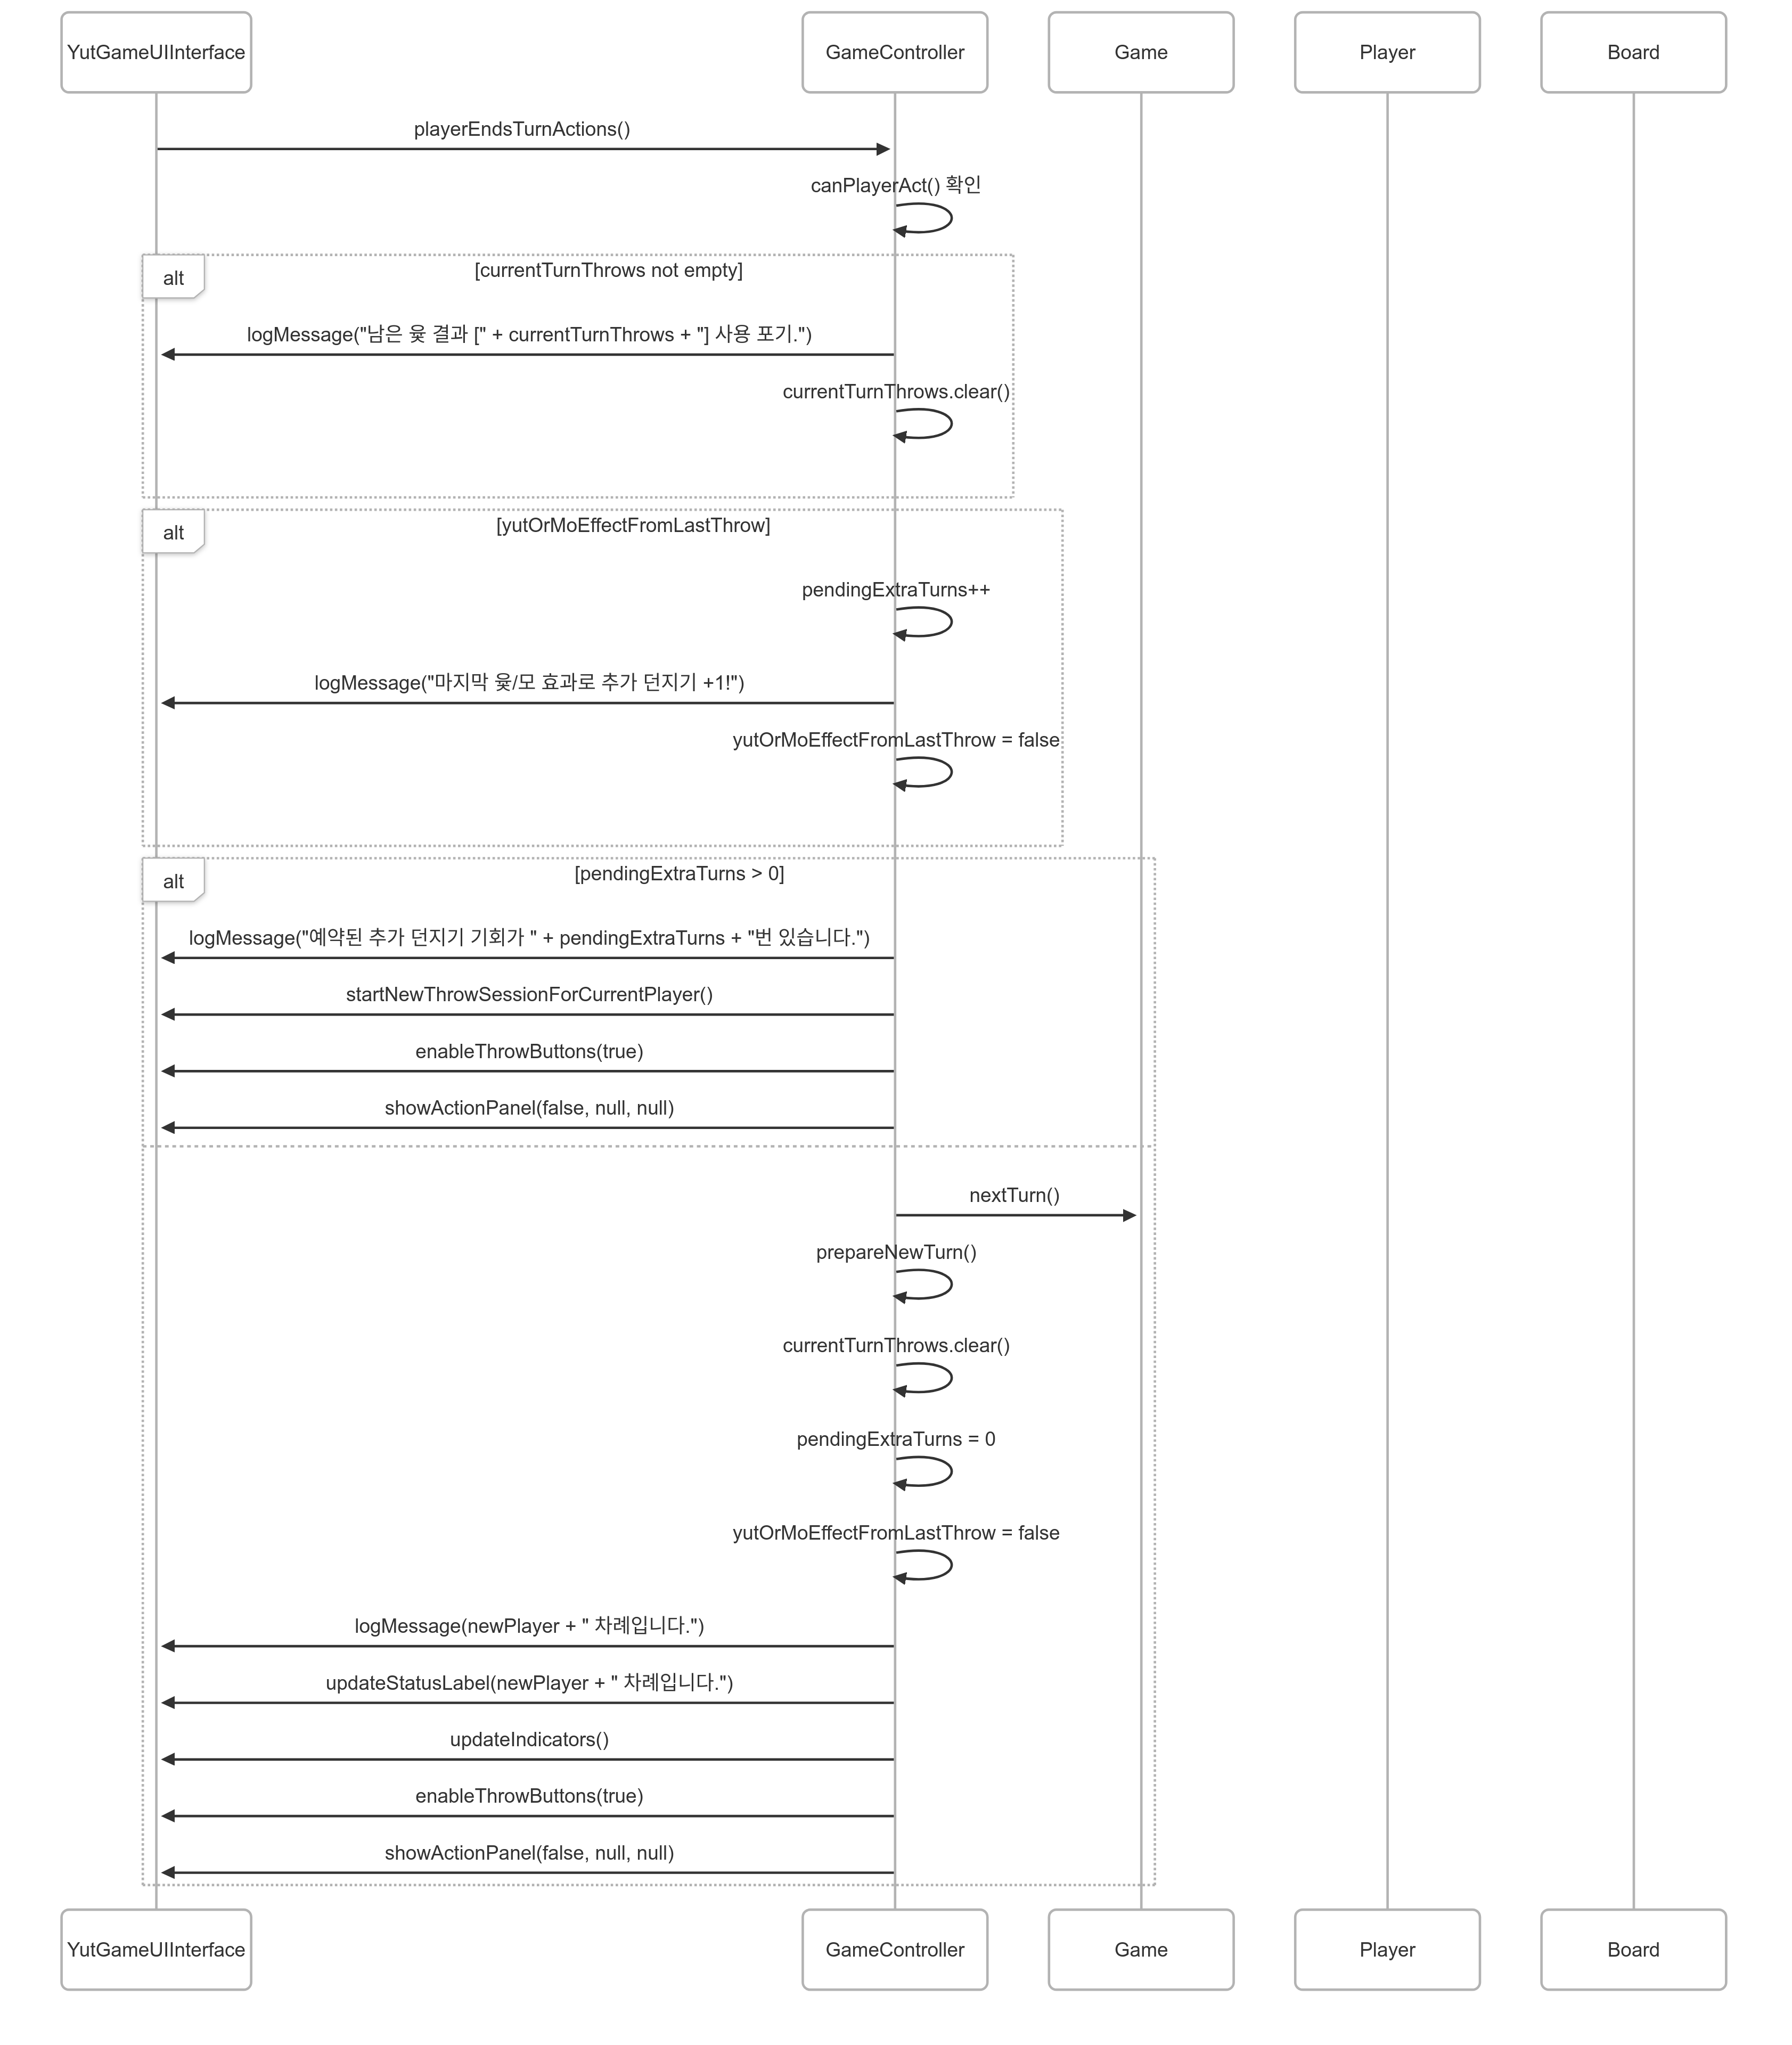 YutGameUIInterface
GameController
Game
Player
Board
playerEndsTurnActions()
canPlayerAct() 확인
alt
[currentTurnThrows not empty]
logMessage("남은 윷 결과 [" + currentTurnThrows + "] 사용 포기.")
currentTurnThrows.clear()
alt
[yutOrMoEffectFromLastThrow]
pendingExtraTurns++
logMessage("마지막 윷/모 효과로 추가 던지기 +1!")
yutOrMoEffectFromLastThrow = false
alt
[pendingExtraTurns > 0]
logMessage("예약된 추가 던지기 기회가 " + pendingExtraTurns + "번 있습니다.")
startNewThrowSessionForCurrentPlayer()
enableThrowButtons(true)
showActionPanel(false, null, null)
nextTurn()
prepareNewTurn()
currentTurnThrows.clear()
pendingExtraTurns = 0
yutOrMoEffectFromLastThrow = false
logMessage(newPlayer + " 차례입니다.")
updateStatusLabel(newPlayer + " 차례입니다.")
updateIndicators()
enableThrowButtons(true)
showActionPanel(false, null, null)
YutGameUIInterface
GameController
Game
Player
Board